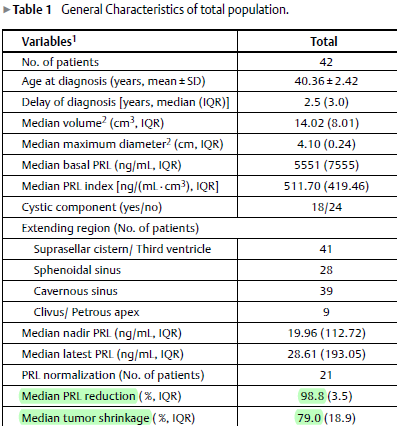 ▶Table 1 General Characteristics of total population.
Variables¹ Total
No. of patients 42
Age at diagnosis (years, mean ± SD) 40.36 ± 2.42
Delay of diagnosis [years, median (IQR)] 2.5 (3.0)
Median volume² (cm³, IQR) 14.02 (8.01)
Median maximum diameter² (cm, IQR) 4.10 (0.24)
Median basal PRL (ng/mL, IQR) 5551 (7555)
Median PRL index [ng/(mL·cm³), IQR] 511.70 (419.46)
Cystic component (yes/no) 18/24
Extending region (No. of patients)
Suprasellar cistern/ Third ventricle 41
Sphenoidal sinus 28
Cavernous sinus 39
Clivus/ Petrous apex 9
Median nadir PRL (ng/mL, IQR) 19.96 (112.72)
Median latest PRL (ng/mL, IQR) 28.61 (193.05)
PRL normalization (No. of patients) 21
Median PRL reduction (%, IQR) 98.8 (3.5)
Median tumor shrinkage (%, IQR) 79.0 (18.9)